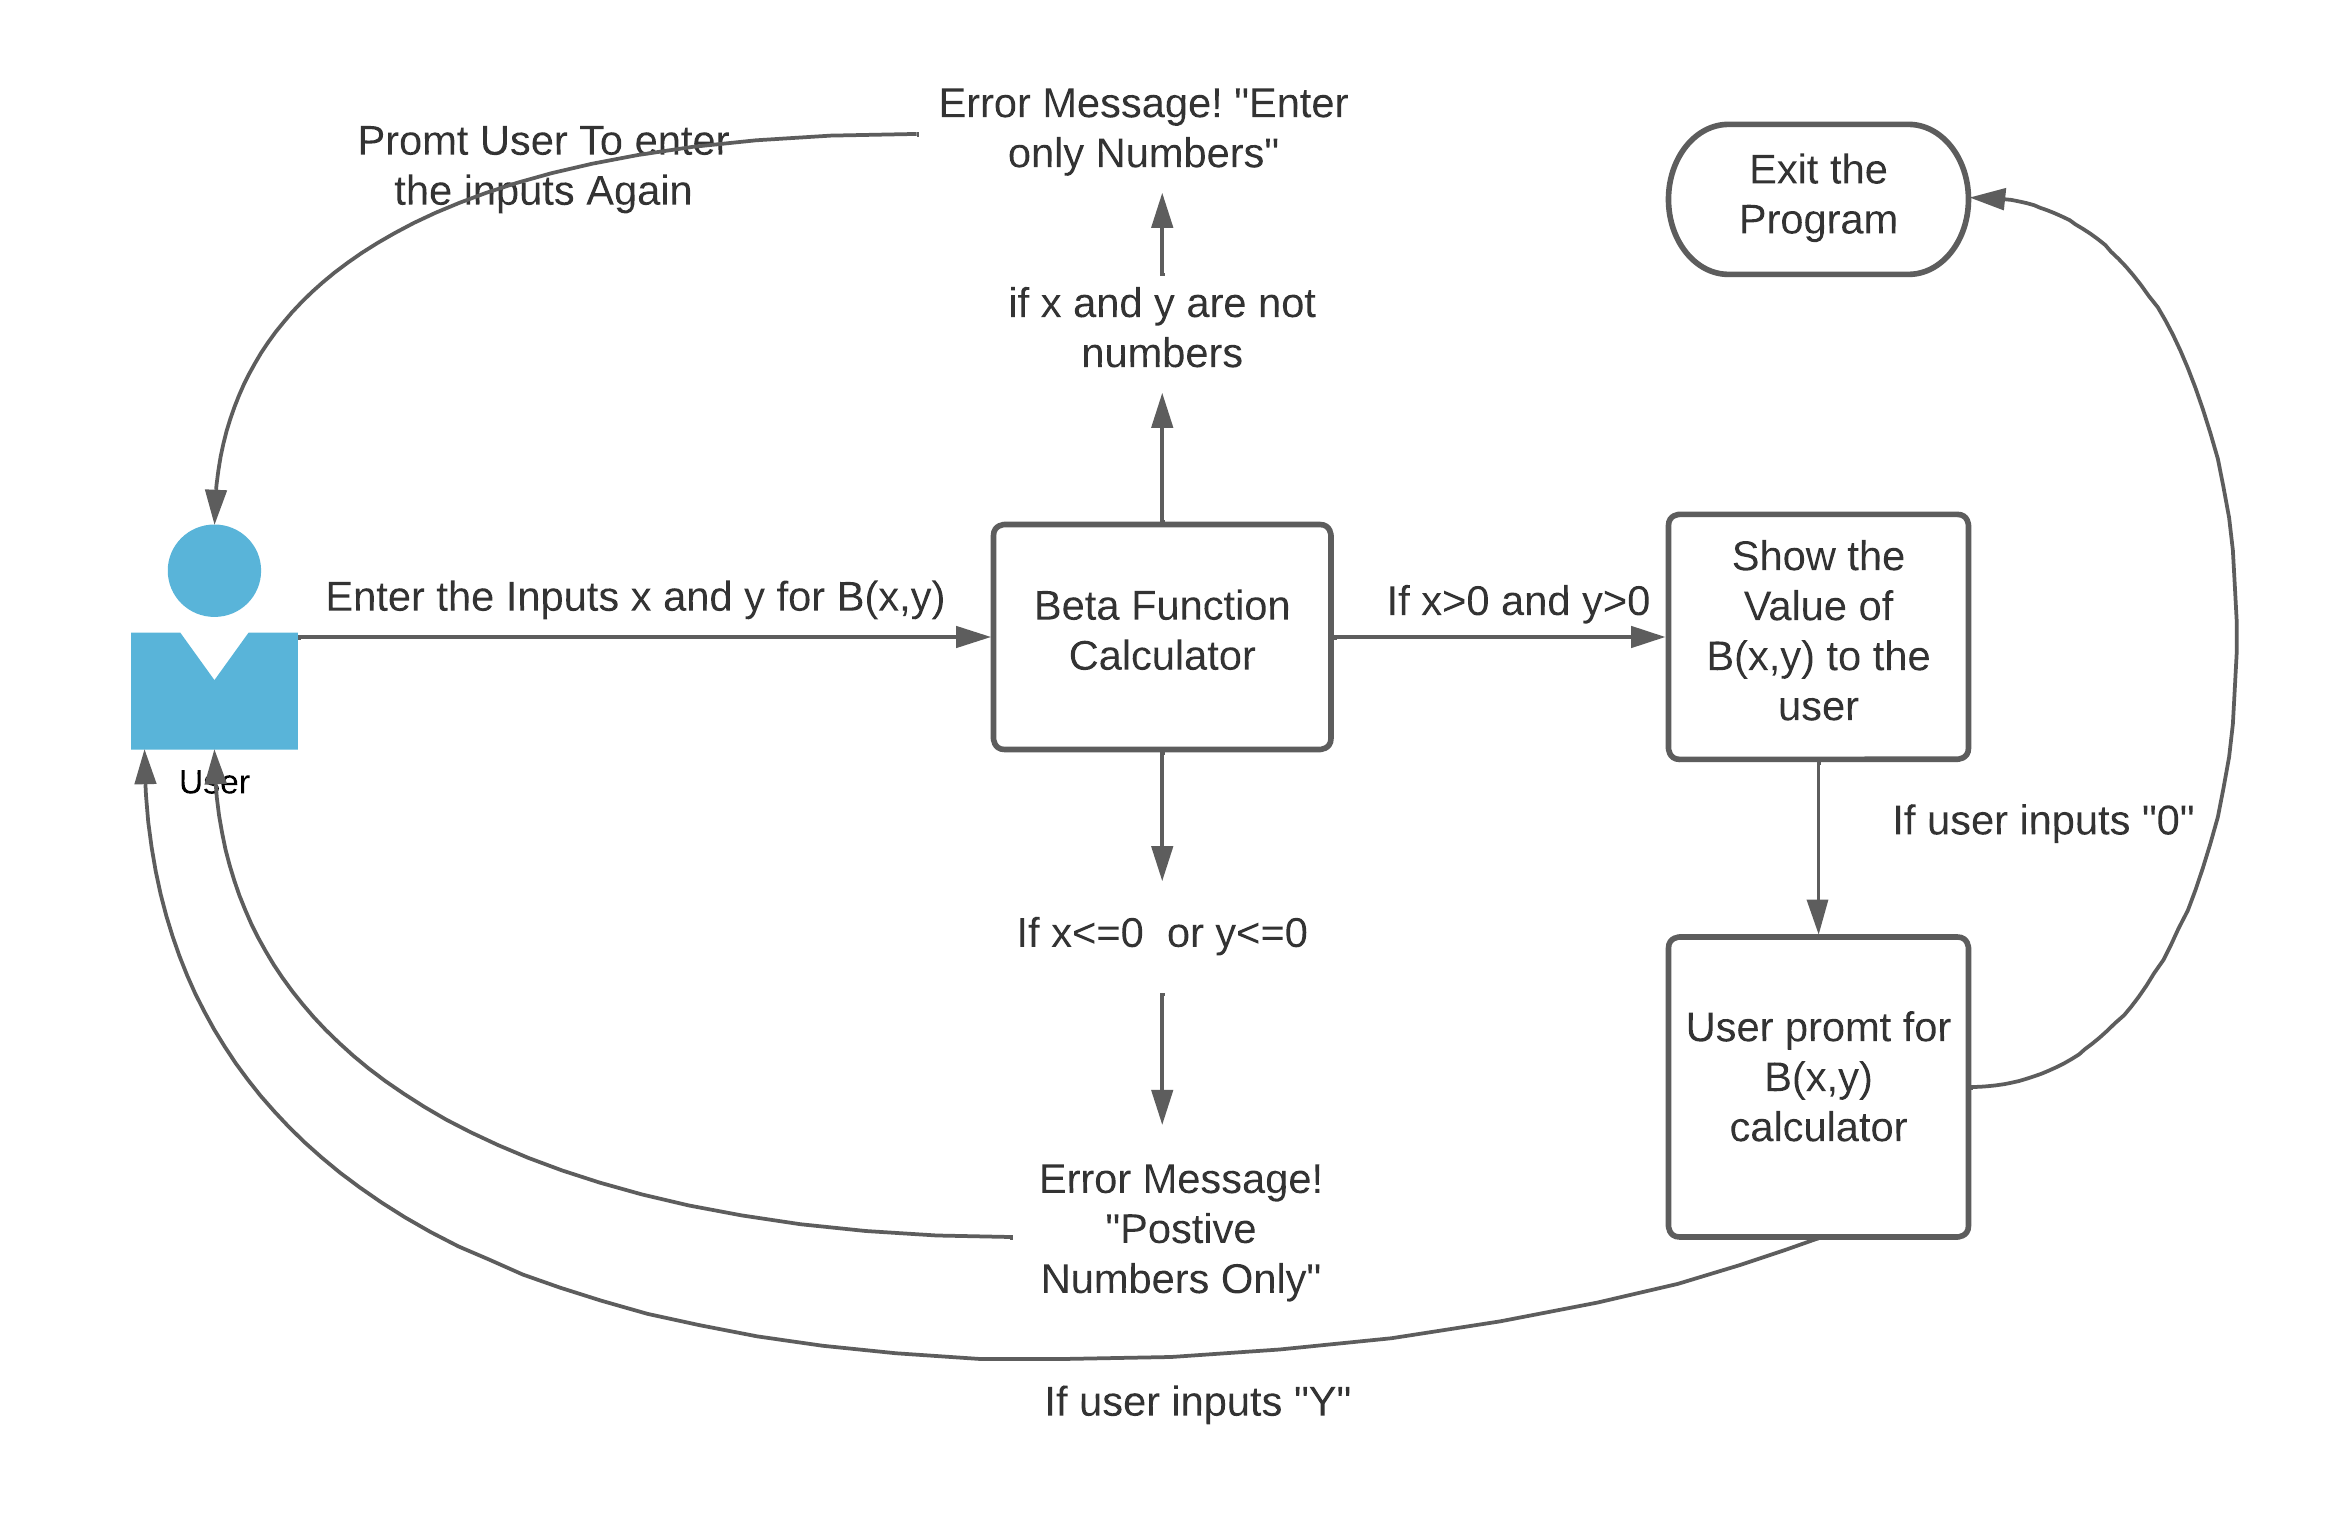 Error Message! "Enter
only Numbers"
Promt User To enter
the inputs Again
Exit the
Program
if x and y are not
numbers
Enter the Inputs x and y for B(x,y)
Beta Function
Calculator
If x>0 and y>0
Show the
Value of
B(x,y) to the
user
User
If user inputs "0"
If x<=0  or y<=0
User promt for
B(x,y)
calculator
Error Message!
"Postive
Numbers Only"
If user inputs "Y"